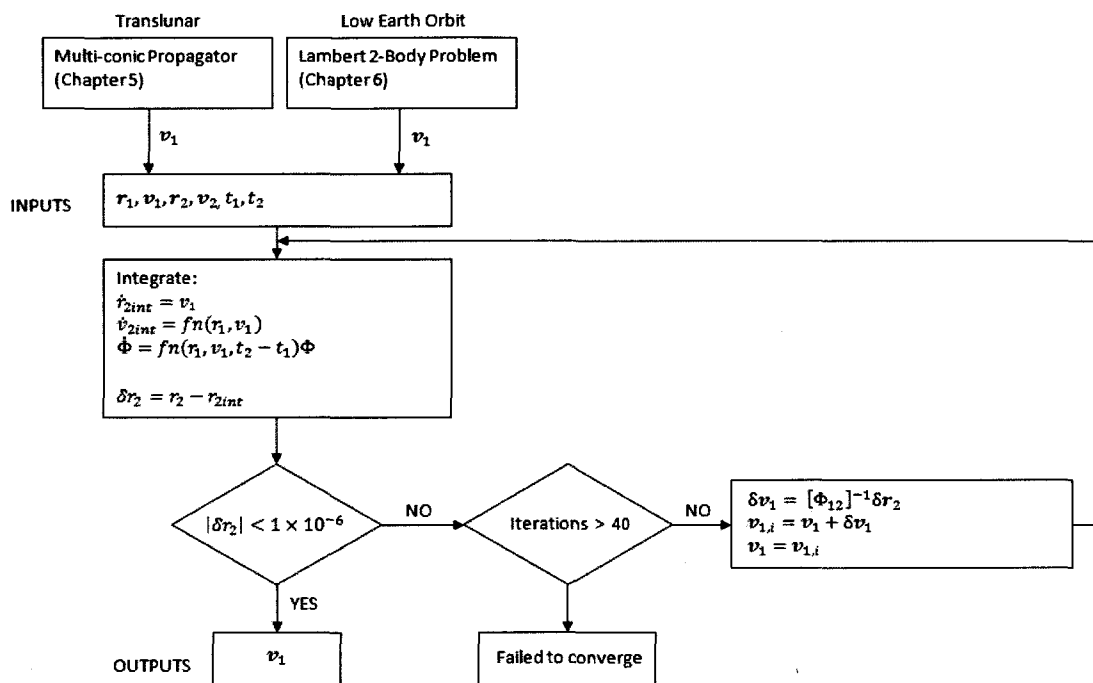 Translunar
Low Earth Orbit
Multi-conic Propagator
(Chapter 5)
Lambert 2-Body Problem
(Chapter 6)
v₁
v₁
INPUTS
r₁, v₁, r₂, v₂, t₁, t₂
Integrate:
ṙ₂ᵢₙₜ = v₁
v̇₂ᵢₙₜ = fn(r₁, v₁)
Φ̇ = fn(r₁, v₁, t₂ − t₁)Φ
δr₂ = r₂ − r₂ᵢₙₜ
|δr₂| < 1 × 10⁻⁶
NO
Iterations > 40
NO
δv₁ = [Φ₁₂]⁻¹δr₂
v₁,ᵢ = v₁ + δv₁
v₁ = v₁,ᵢ
YES
OUTPUTS
v₁
Failed to converge